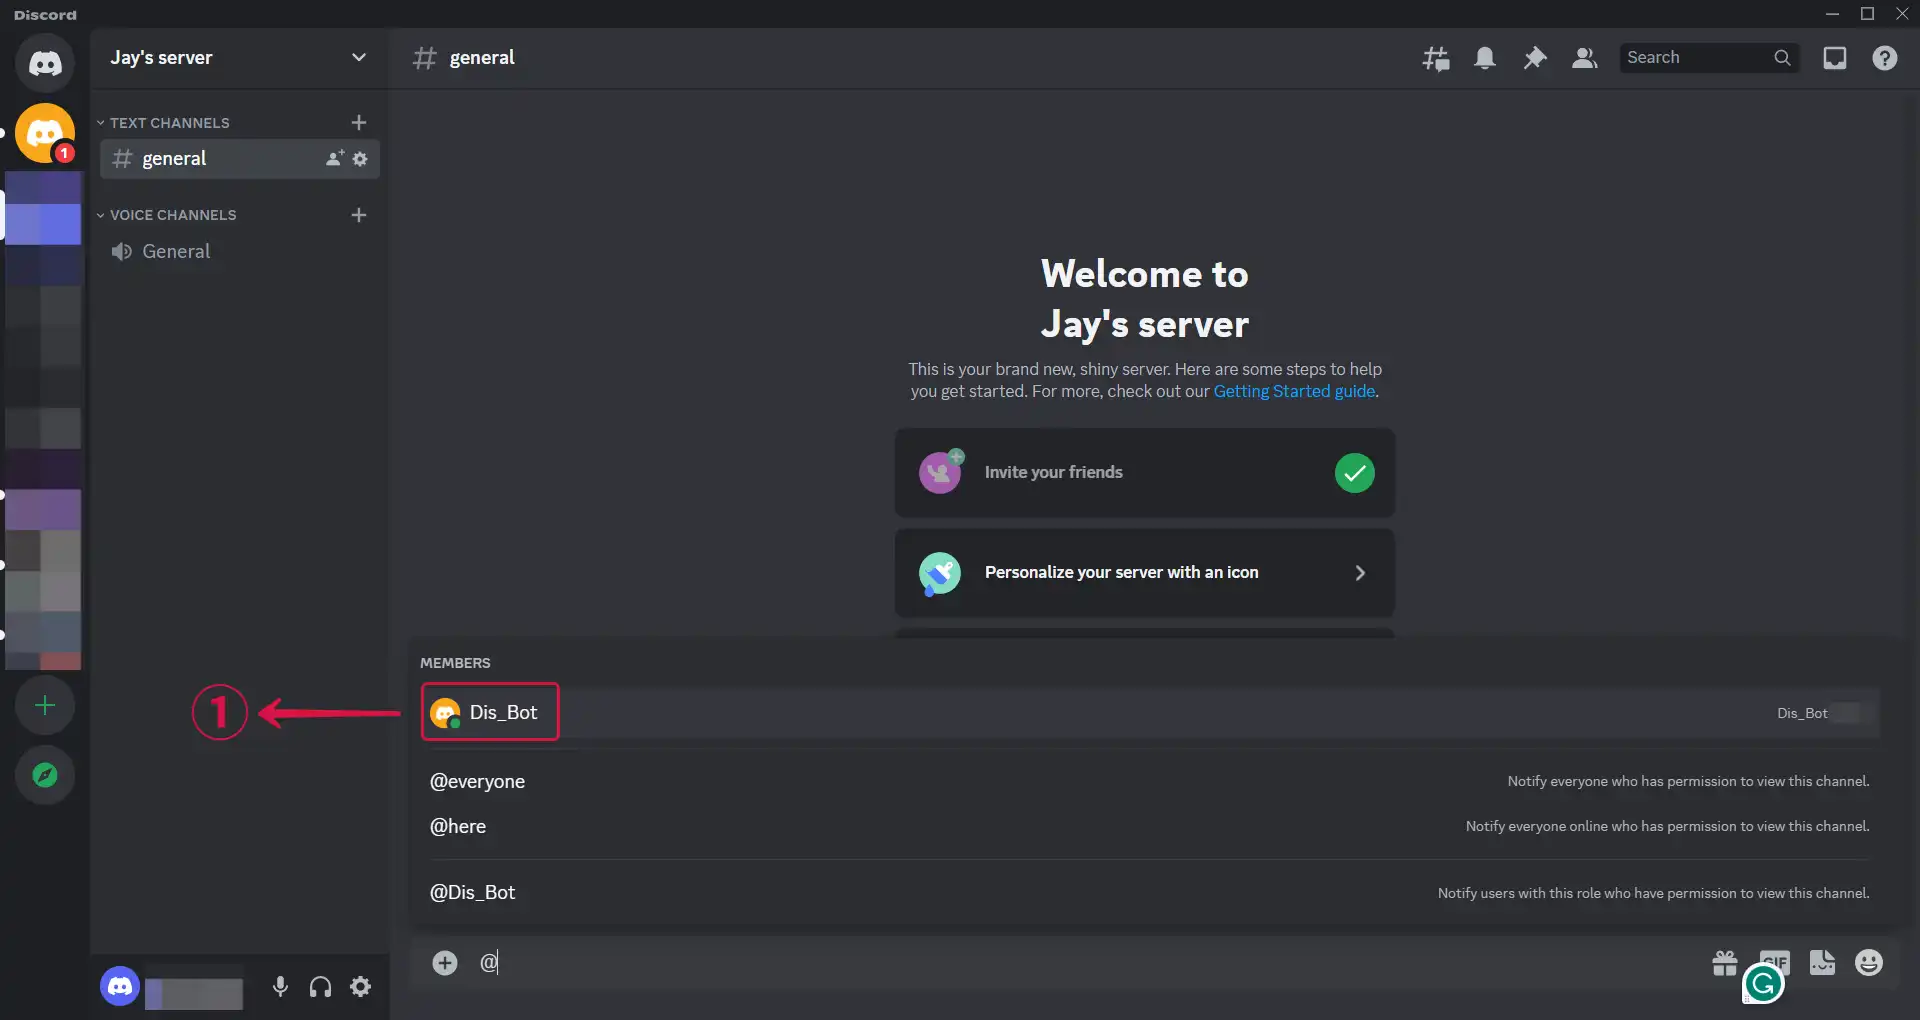 Discord
Jay's server
general
Search
TEXT CHANNELS
general
VOICE CHANNELS
General
1
Welcome to
Jay's server
This is your brand new, shiny server. Here are some steps to help
you get started. For more, check out our Getting Started guide.
Invite your friends
Personalize your server with an icon
MEMBERS
1
Dis_Bot
Dis_Bot
@everyone
Notify everyone who has permission to view this channel.
@here
Notify everyone online who has permission to view this channel.
@Dis_Bot
Notify users with this role who have permission to view this channel.
@
GIF